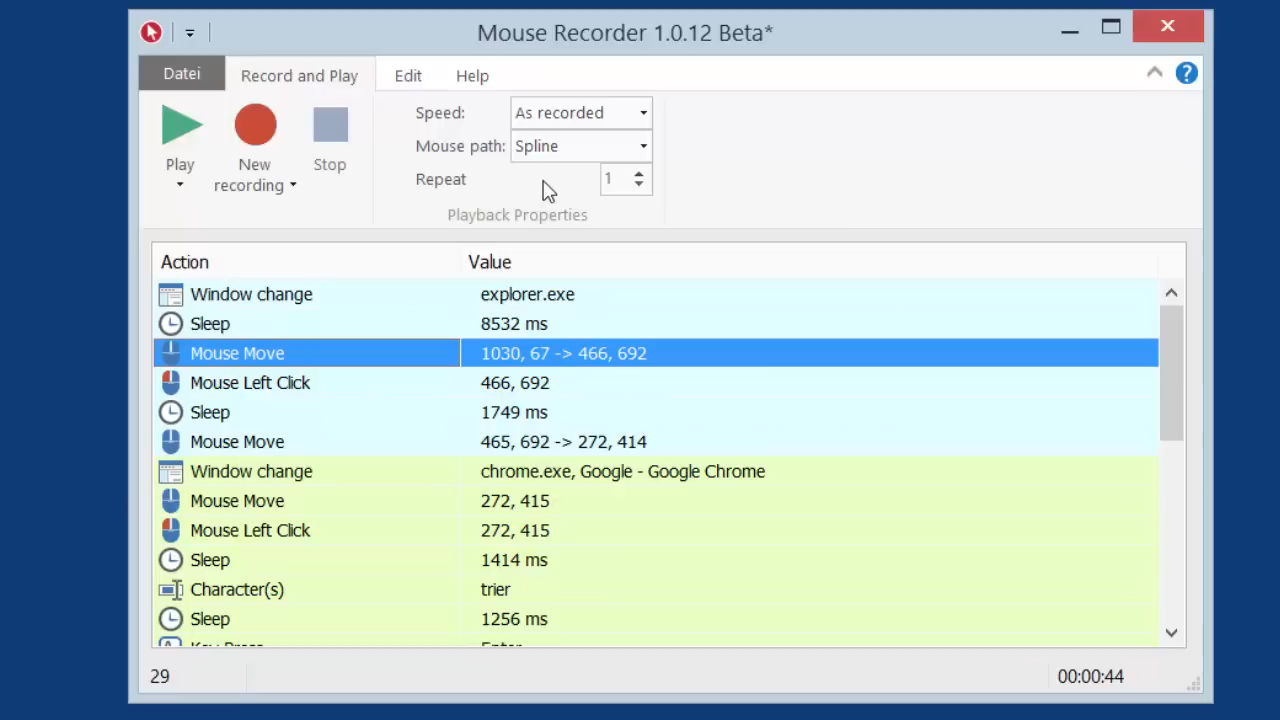 Mouse Recorder 1.0.12 Beta*
Datei Record and Play Edit Help
Speed: As recorded
Mouse path: Spline
Repeat 1
Play
New recording
Stop
Playback Properties
Action Value
Window change explorer.exe
Sleep 8532 ms
Mouse Move 1030, 67 -> 466, 692
Mouse Left Click 466, 692
Sleep 1749 ms
Mouse Move 465, 692 -> 272, 414
Window change chrome.exe, Google - Google Chrome
Mouse Move 272, 415
Mouse Left Click 272, 415
Sleep 1414 ms
Character(s) trier
Sleep 1256 ms
Key Press Enter
29 00:00:44